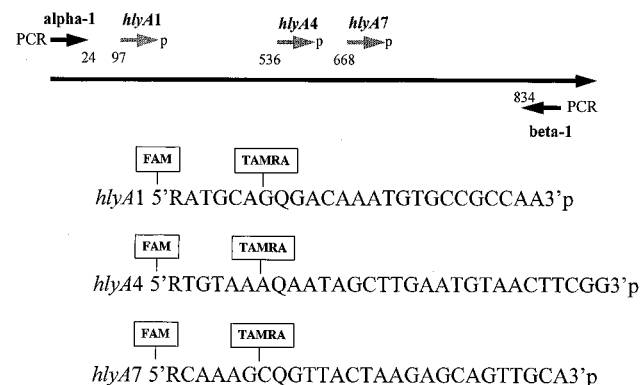 alpha-1 hlyA1 hlyA4 hlyA7
PCR p p p
24 97 536 668
834 PCR
beta-1
FAM TAMRA
hlyA1 5'RATGCAGQGACAAATGTGCCGCCAA3'p
FAM TAMRA
hlyA4 5'RTGTAAAQAATAGCTTGAATGTAACTTCGG3'p
FAM TAMRA
hlyA7 5'RCAAAGCQGTTACTAAGAGCAGTTGCA3'p